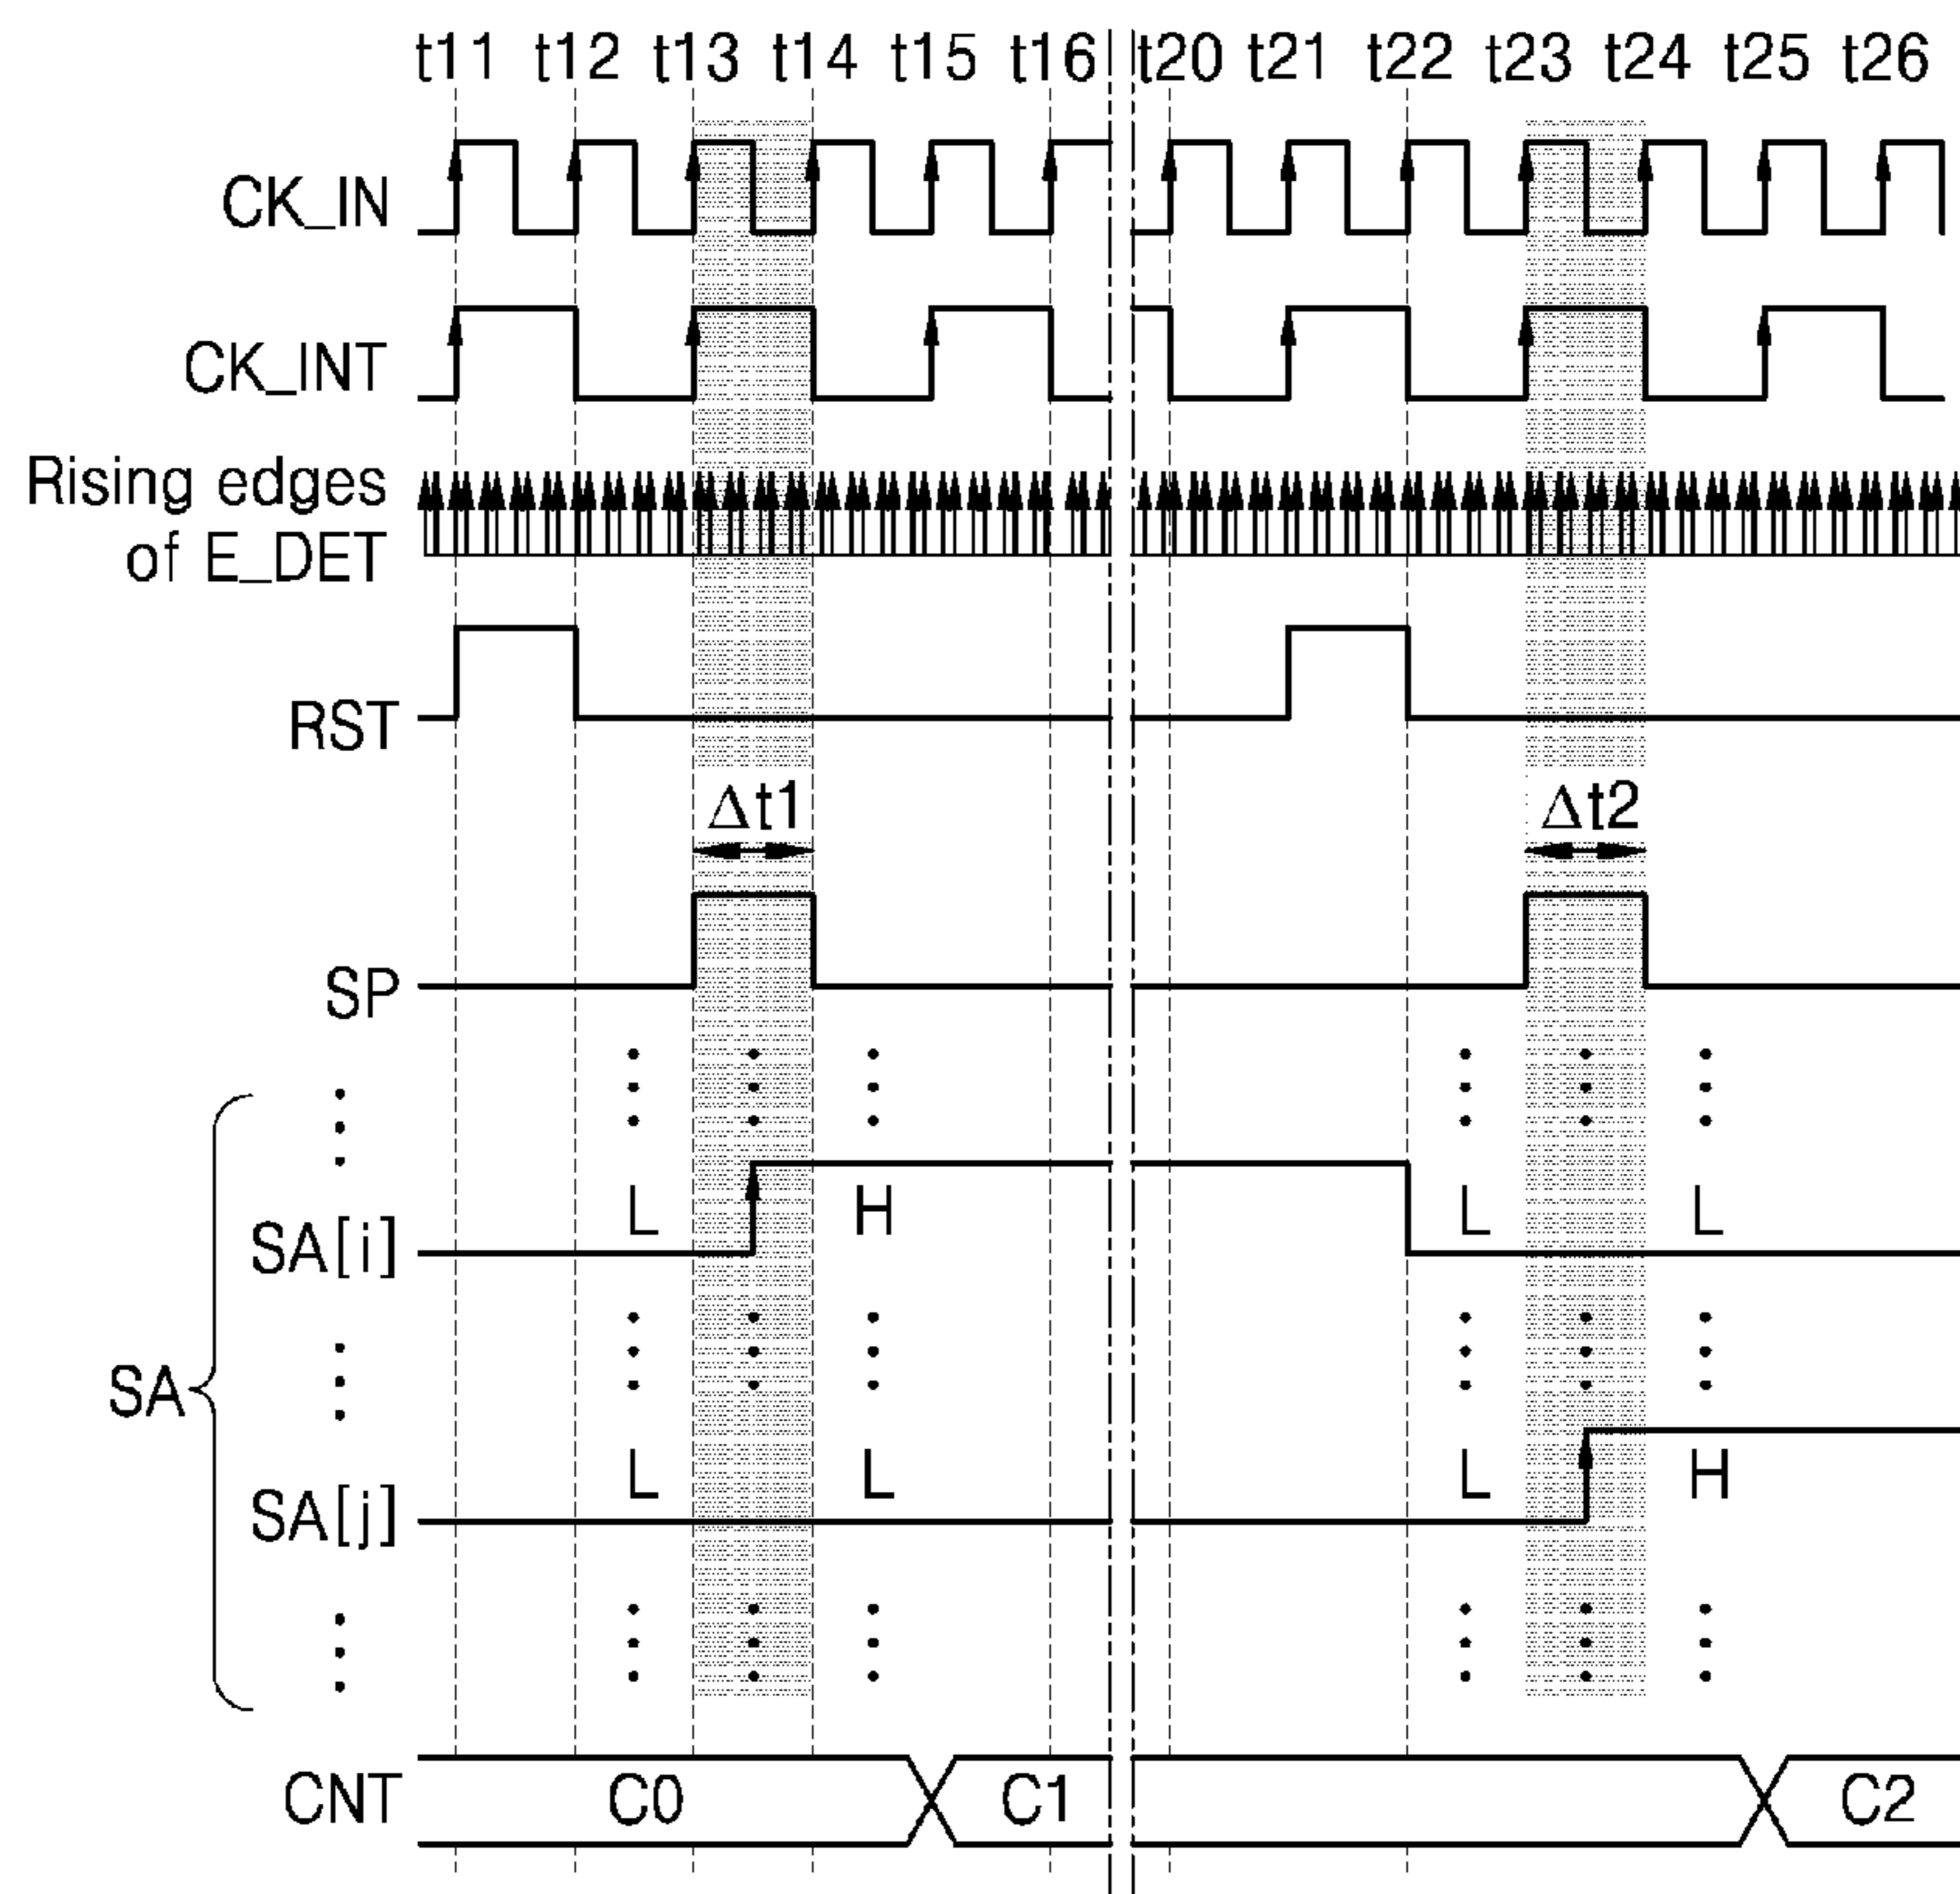 t11 t12 t13 t14 t15 t16 t20 t21 t22 t23 t24 t25 t26
CK_IN
CK_INT
Rising edges
of E_DET
RST
Δt1 Δt2
SP
L H L L
SA[i]
SA
L L L H
SA[j]
CNT C0 C1 C2